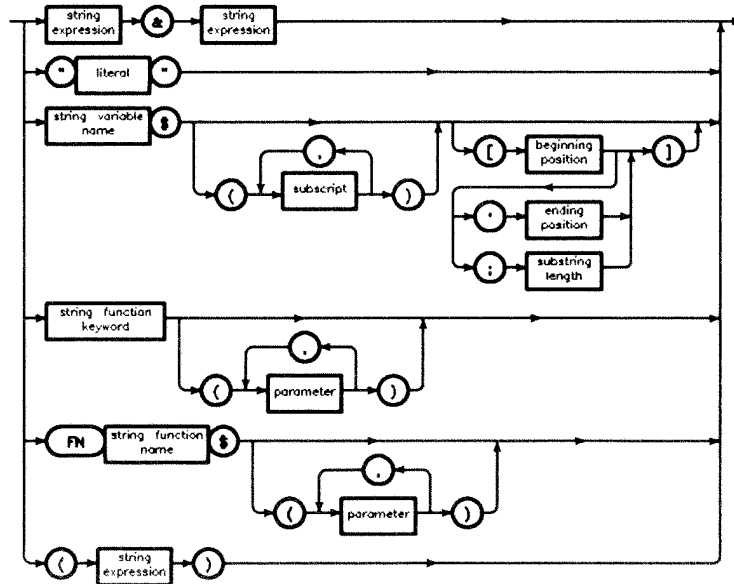 string expression & string expression
" literal "
string variable name $
( subscript , )
[ beginning position ]
, ending position
; substring length
string function keyword
( parameter , )
FN string function name $
( parameter , )
( string expression )